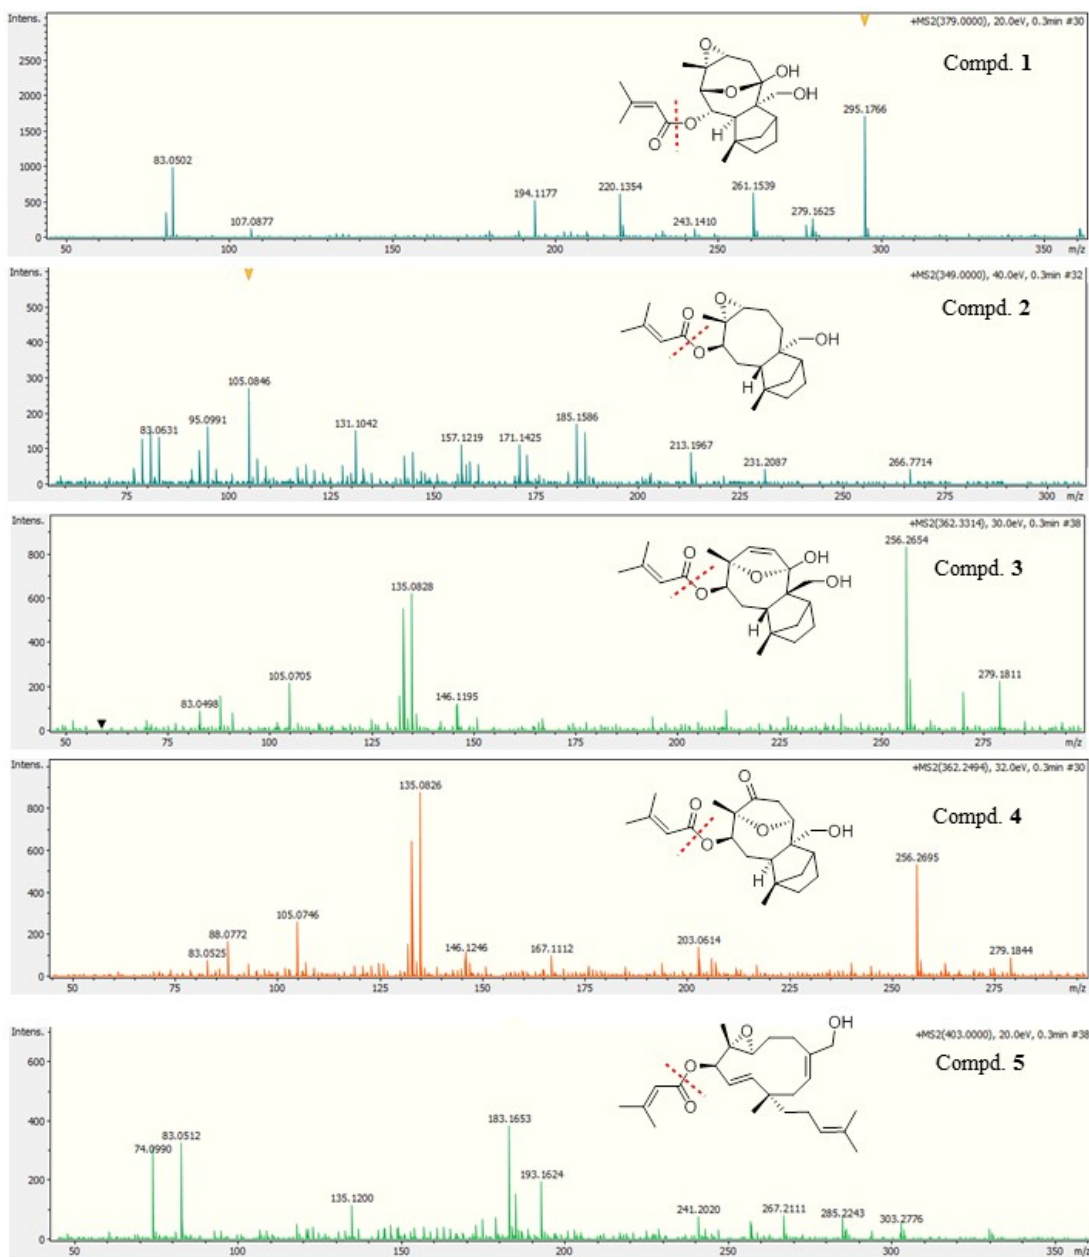 Intens.
+MS2(379.0000), 20.0eV, 0.3min #30
Compd. 1
2500
2000
1500
1000
500
0
83.0502
107.0877
194.1177
220.1354
243.1410
261.1539
279.1625
295.1766
O
OH
O
OH
O
O
H
50
100
150
200
250
300
350
m/z
Intens.
+MS2(349.0000), 40.0eV, 0.3min #32
Compd. 2
500
400
300
200
100
0
83.0631
95.0991
105.0846
131.1042
157.1219
171.1425
185.1586
213.1967
231.2087
266.7714
O
O
O
OH
H
75
100
125
150
175
200
225
250
275
300
m/z
Intens.
+MS2(362.3314), 30.0eV, 0.3min #38
Compd. 3
800
600
400
200
0
83.0498
105.0705
135.0828
146.1195
256.2654
279.1811
O
OH
O
O
OH
H
50
75
100
125
150
175
200
225
250
275
m/z
Intens.
+MS2(362.2494), 32.0eV, 0.3min #30
Compd. 4
800
600
400
200
0
83.0525
88.0772
105.0746
135.0826
146.1246
167.1112
203.0614
256.2695
279.1844
O
O
O
O
OH
H
50
75
100
125
150
175
200
225
250
275
m/z
Intens.
+MS2(403.0000), 20.0eV, 0.3min #38
Compd. 5
600
400
200
0
74.0990
83.0512
135.1200
183.1653
193.1624
241.2020
267.2111
285.2243
303.2776
OH
O
O
O
50
100
150
200
250
300
350
m/z